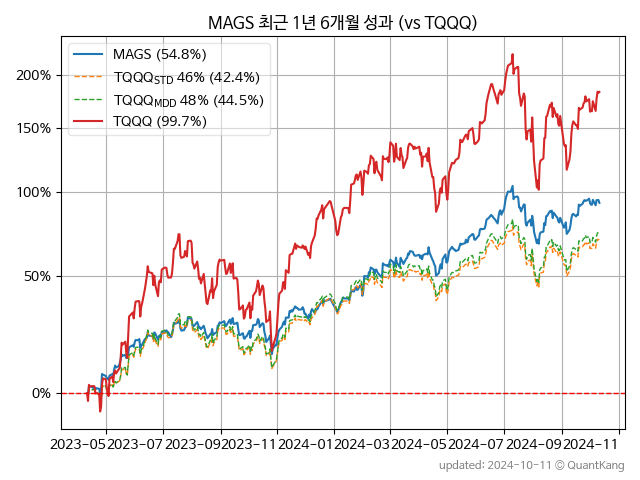 MAGS 최근 1년 6개월 성과 (vs TQQQ)
MAGS (54.8%)
TQQQSTD 46% (42.4%)
TQQQMDD 48% (44.5%)
TQQQ (99.7%)
200%
150%
100%
50%
0%
2023-05 2023-07 2023-09 2023-11 2024-01 2024-03 2024-05 2024-07 2024-09 2024-11
updated: 2024-10-11 © QuantKang